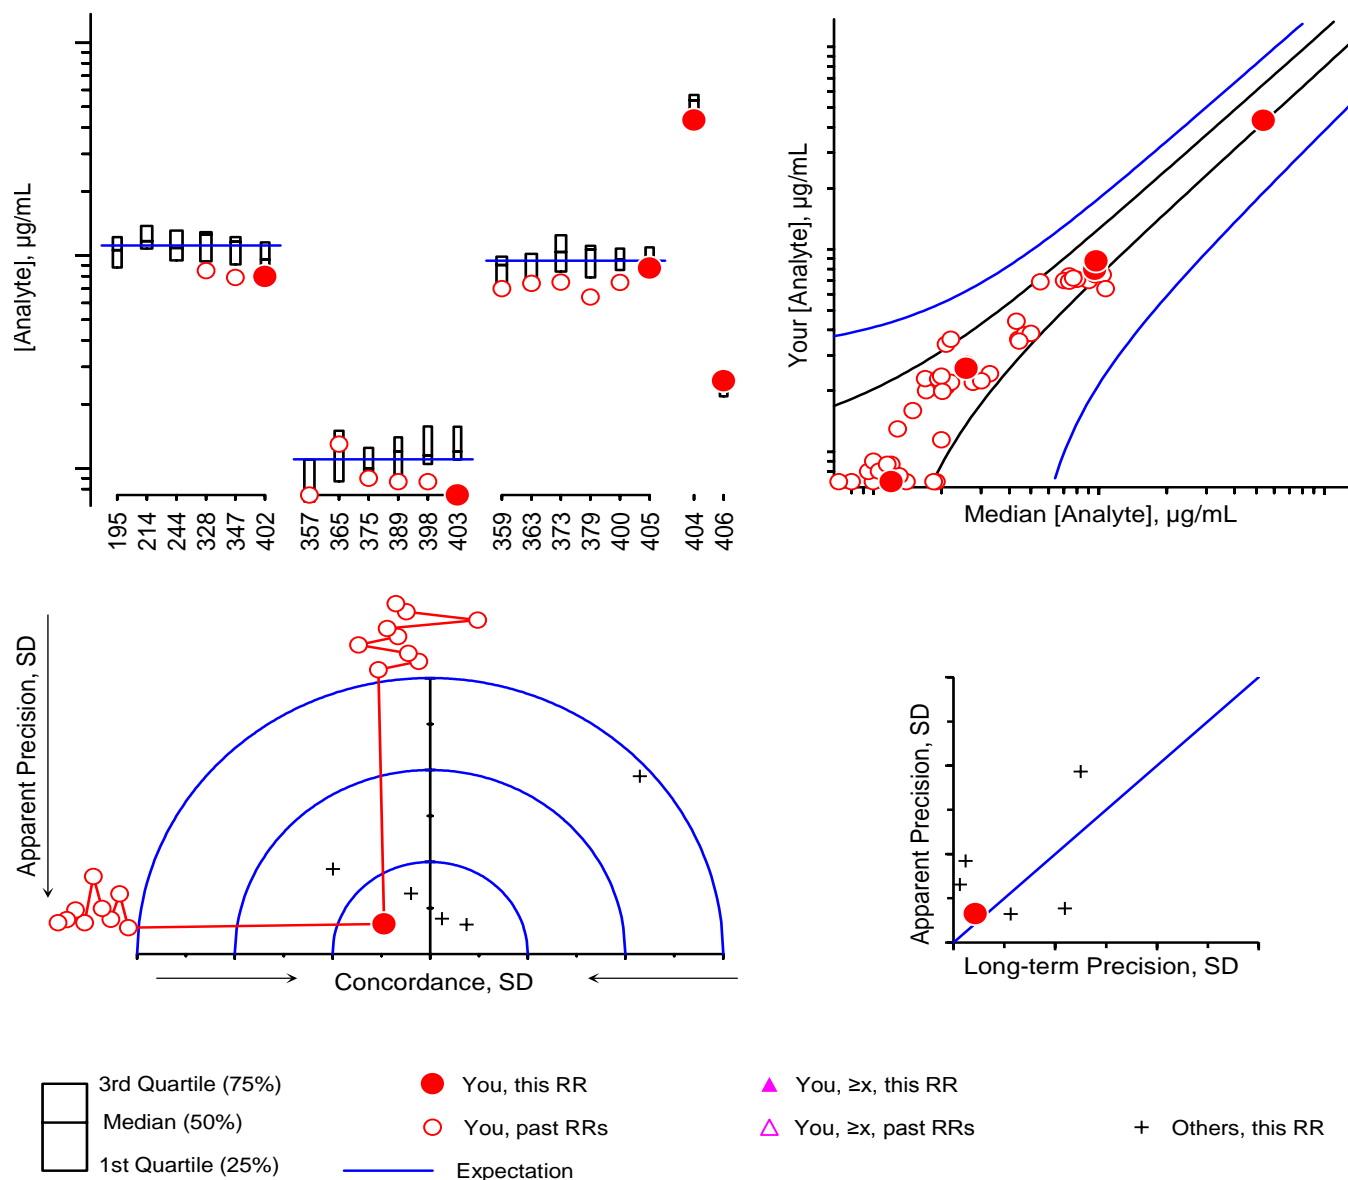 [Analyte], µg/mL
195
214
244
328
347
402
357
365
375
389
398
403
359
363
373
379
400
405
404
406
Your [Analyte], µg/mL
Median [Analyte], µg/mL
Apparent Precision, SD
Concordance, SD
Apparent Precision, SD
Long-term Precision, SD
3rd Quartile (75%)
Median (50%)
1st Quartile (25%)
You, this RR
You, past RRs
Expectation
You, ≥x, this RR
You, ≥x, past RRs
Others, this RR